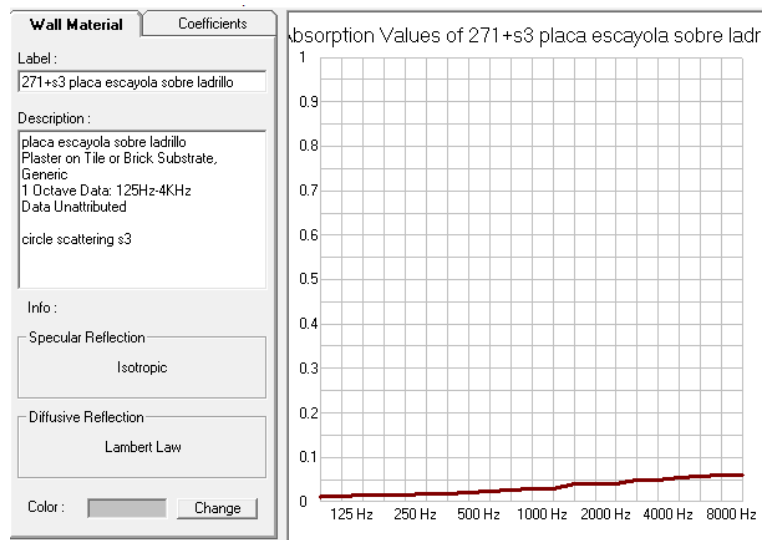 Wall Material
Coefficients
Label :
271+s3 placa escayola sobre ladrillo
Description :
placa escayola sobre ladrillo
Plaster on Tile or Brick Substrate,
Generic
1 Octave Data: 125Hz-4KHz
Data Unattributed
circle scattering s3
Info :
Specular Reflection
Isotropic
Diffusive Reflection
Lambert Law
Color :
Change
bsorption Values of 271+s3 placa escayola sobre ladr
1
0.9
0.8
0.7
0.6
0.5
0.4
0.3
0.2
0.1
0
125 Hz 250 Hz 500 Hz 1000 Hz 2000 Hz 4000 Hz 8000 Hz